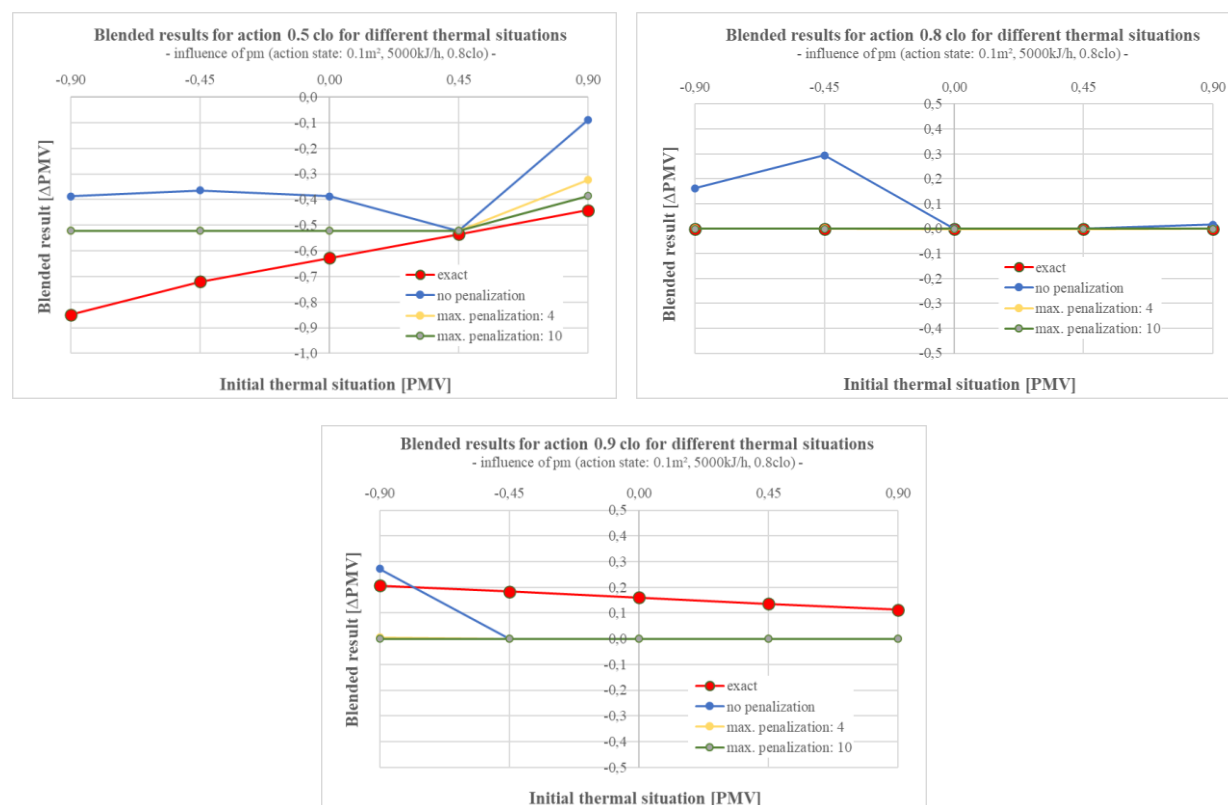 Blended results for action 0.5 clo for different thermal situations
- influence of pm (action state: 0.1m², 5000kJ/h, 0.8clo) -
-0,90 -0,45 0,00 0,45 0,90
0,0
-0,1
-0,2
-0,3
-0,4
-0,5
-0,6
-0,7
-0,8
-0,9
-1,0
Blended result [ΔPMV]
exact
no penalization
max. penalization: 4
max. penalization: 10
Initial thermal situation [PMV]
Blended results for action 0.8 clo for different thermal situations
- influence of pm (action state: 0.1m², 5000kJ/h, 0.8clo) -
-0,90 -0,45 0,00 0,45 0,90
0,5
0,4
0,3
0,2
0,1
0,0
-0,1
-0,2
-0,3
-0,4
-0,5
Blended result [ΔPMV]
exact
no penalization
max. penalization: 4
max. penalization: 10
Initial thermal situation [PMV]
Blended results for action 0.9 clo for different thermal situations
- influence of pm (action state: 0.1m², 5000kJ/h, 0.8clo) -
-0,90 -0,45 0,00 0,45 0,90
0,5
0,4
0,3
0,2
0,1
0,0
-0,1
-0,2
-0,3
-0,4
-0,5
Blended result [ΔPMV]
exact
no penalization
max. penalization: 4
max. penalization: 10
Initial thermal situation [PMV]